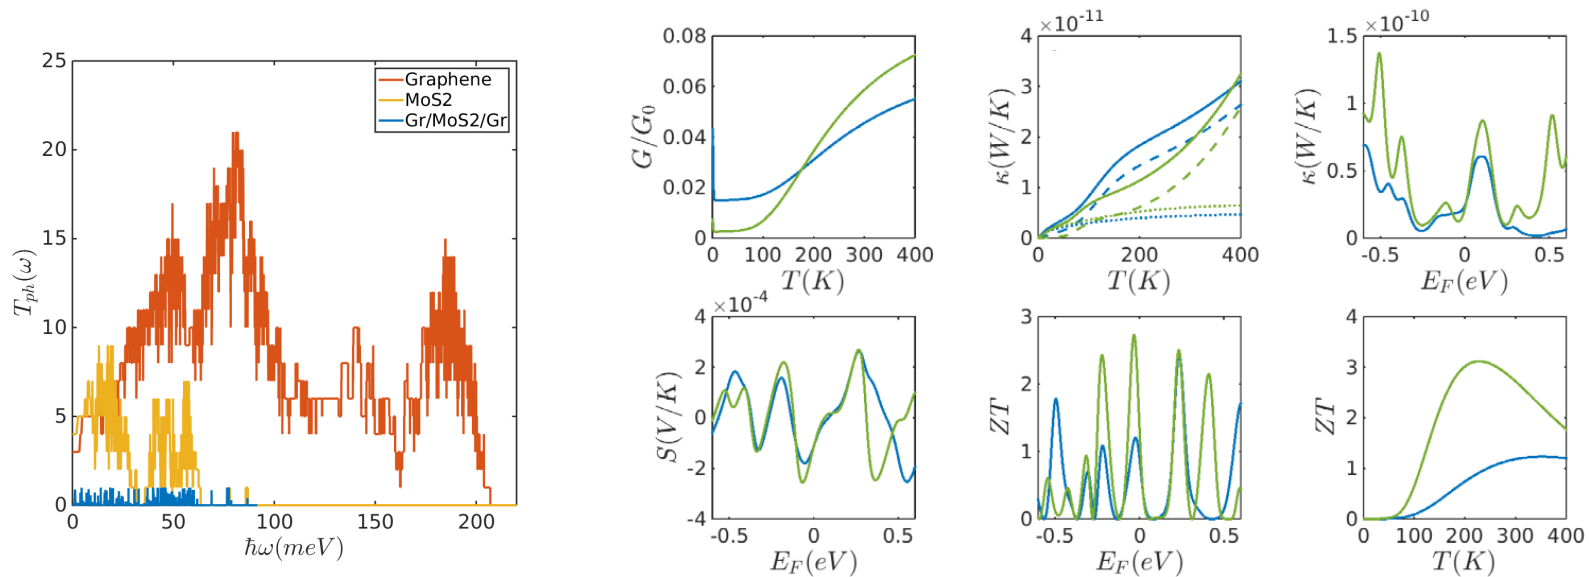 25
20
15
10
5
0
T_ph(ω)
Graphene
MoS2
Gr/MoS2/Gr
0 50 100 150 200
ħω(meV)
0.08
0.06
0.04
0.02
0
G/G₀
0 100 200 300 400
T(K)
×10⁻¹¹
4
3
2
1
0
κ(W/K)
0 200 400
T(K)
×10⁻¹⁰
1.5
1
0.5
0
κ(W/K)
-0.5 0 0.5
E_F(eV)
×10⁻⁴
4
2
0
-2
-4
S(V/K)
-0.5 0 0.5
E_F(eV)
3
2
1
0
ZT
-0.5 0 0.5
E_F(eV)
4
3
2
1
0
ZT
0 100 200 300 400
T(K)